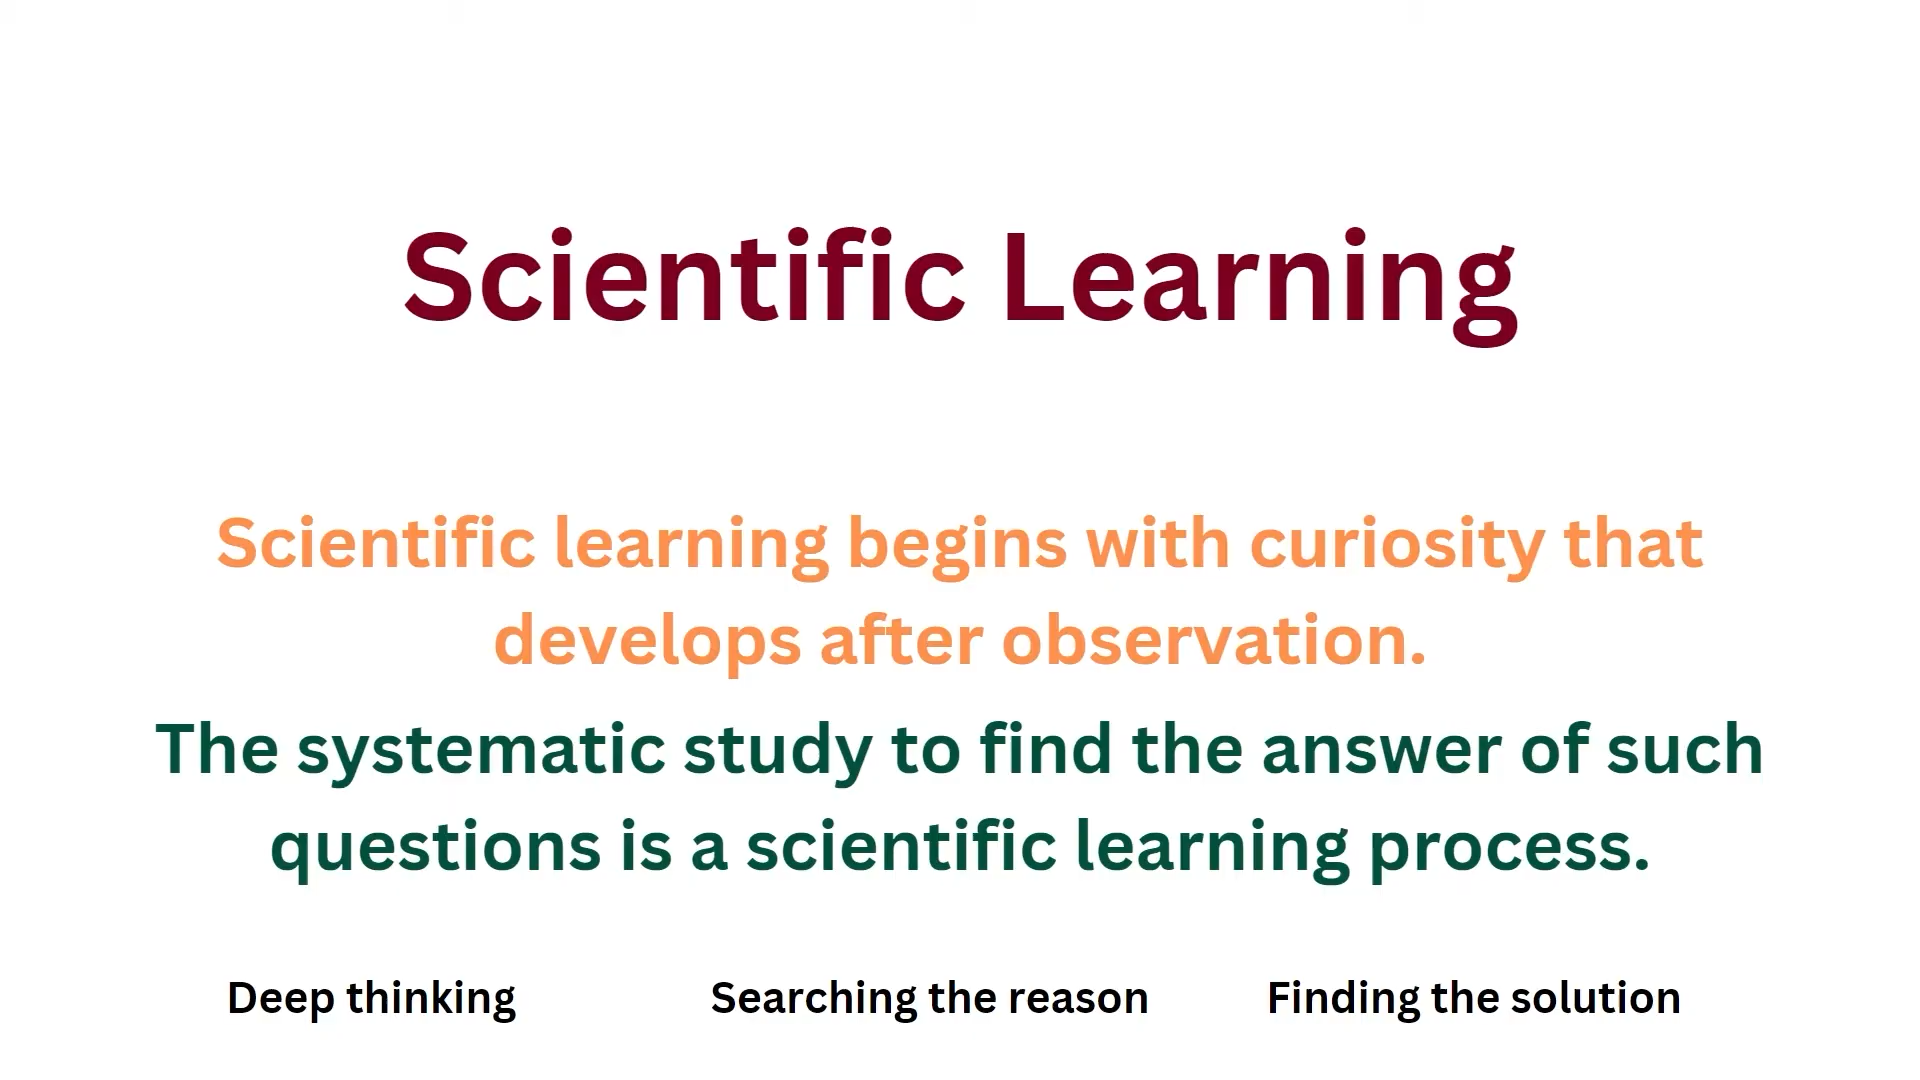 Scientific Learning
Scientific learning begins with curiosity that
develops after observation.
The systematic study to find the answer of such
questions is a scientific learning process.
Deep thinking
Searching the reason
Finding the solution